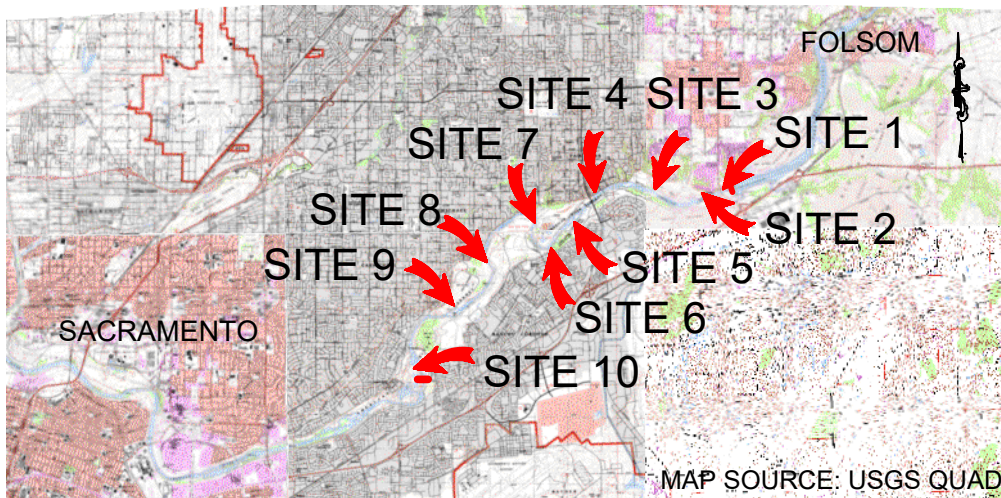 FOLSOM
SITE 4 SITE 3
SITE 7
SITE 1
SITE 8
SITE 2
SITE 9
SITE 5
SITE 6
SACRAMENTO
SITE 10
MAP SOURCE: USGS QUAD